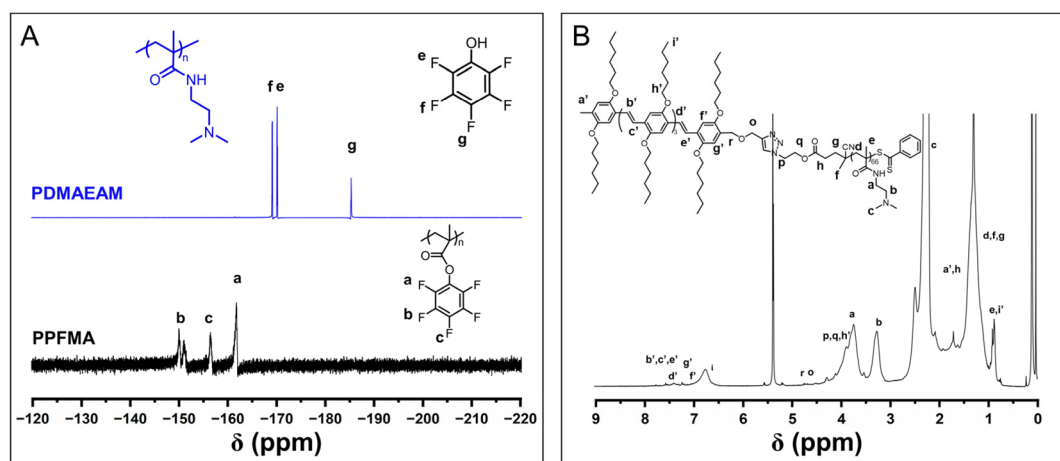 A
n
O
NH
N
PDMAEAM
f e
g
OH
e
F
F
f
F
F
g
F
n
O
O
a
F
F
b
F
F
c
F
a
b
c
PPFMA
−120
−130
−140
−150
−160
−170
−180
−190
−200
−210
−220
δ (ppm)
B
i'
h'
a'
b'
c'
3
d'
e'
f'
g'
r
o
O
N
N=N
p
q
O
O
h
g
f
CN
d
e
66
S
S
O
NH
a
b
N
c
c
d,f,g
a',h
a
p,q,h'
b
e,i'
b',c',e'
d'
g'
f'
i
r o
9
8
7
6
5
4
3
2
1
0
δ (ppm)